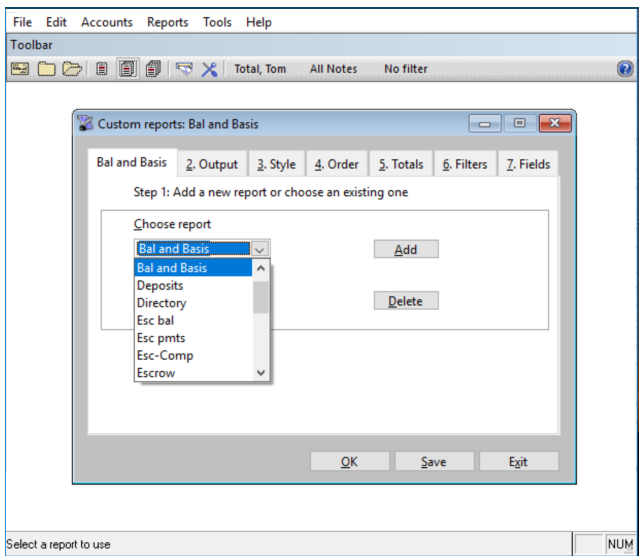 File Edit Accounts Reports Tools Help
Toolbar
Total, Tom All Notes No filter ?
Custom reports: Bal and Basis
Bal and Basis 2. Output 3. Style 4. Order 5. Totals 6. Filters 7. Fields
Step 1: Add a new report or choose an existing one
Choose report
Bal and Basis Add
Bal and Basis
Deposits
Directory Delete
Esc bal
Esc pmts
Esc-Comp
Escrow
OK Save Exit
Select a report to use NUM